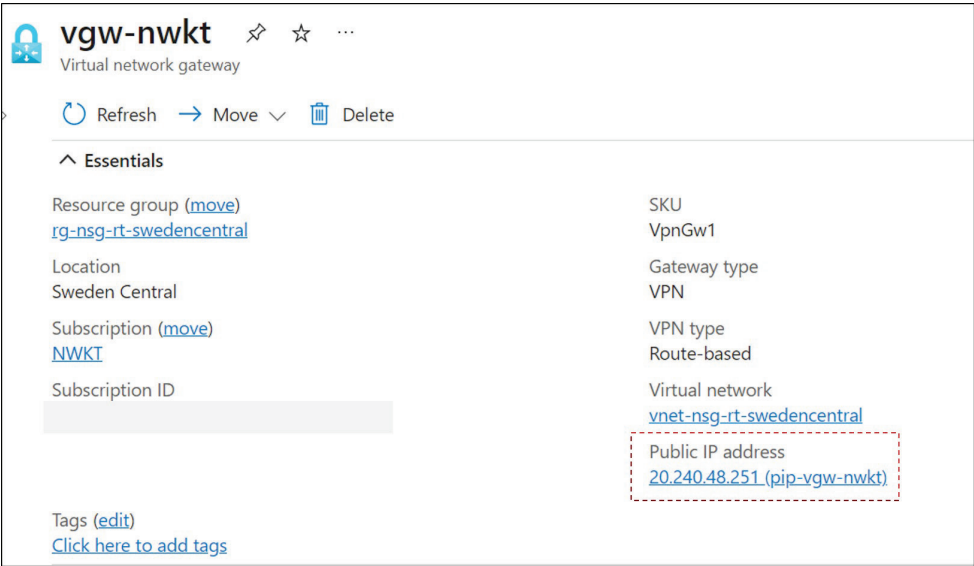 vgw-nwkt
Virtual network gateway
Refresh Move Delete
Essentials
Resource group (move)
rg-nsg-rt-swedencentral
Location
Sweden Central
Subscription (move)
NWKT
Subscription ID
SKU
VpnGw1
Gateway type
VPN
VPN type
Route-based
Virtual network
vnet-nsg-rt-swedencentral
Public IP address
20.240.48.251 (pip-vgw-nwkt)
Tags (edit)
Click here to add tags